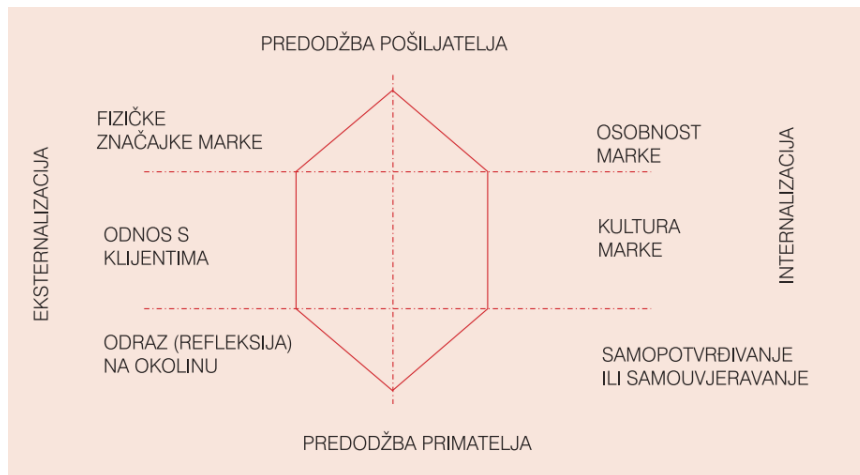 PREDODŽBA POŠILJATELJA
FIZIČKE
ZNAČAJKE MARKE
OSOBNOST
MARKE
EKSTERNALIZACIJA
ODNOS S
KLIJENTIMA
KULTURA
MARKE
INTERNALIZACIJA
ODRAZ (REFLEKSIJA)
NA OKOLINU
SAMOPOTVRĐIVANJE
ILI SAMOUVJERAVANJE
PREDODŽBA PRIMATELJA